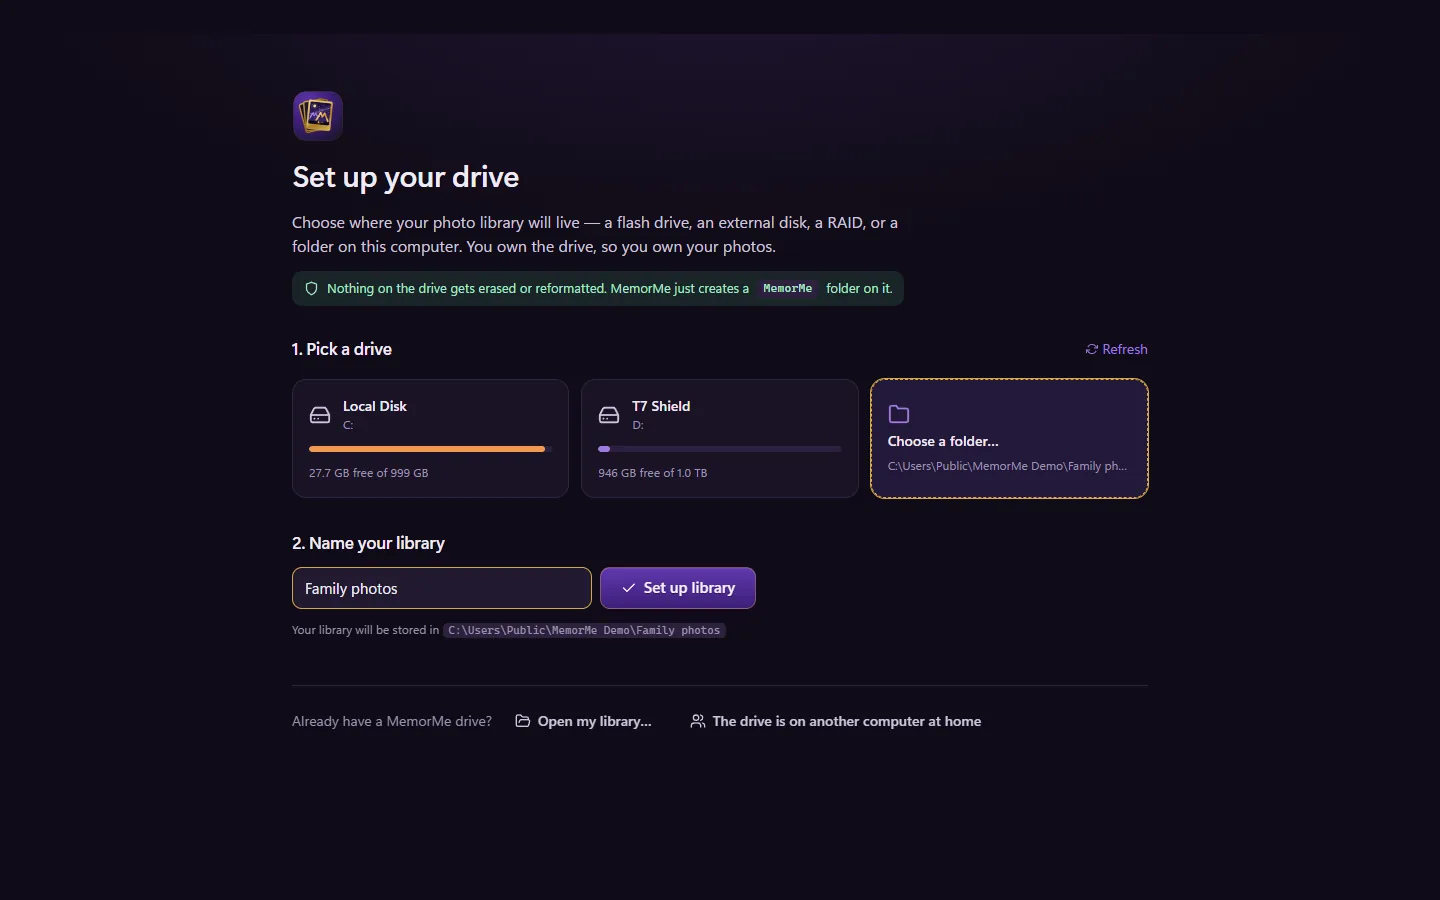 Set up your drive
Choose where your photo library will live — a flash drive, an external disk, a RAID, or a
folder on this computer. You own the drive, so you own your photos.
Nothing on the drive gets erased or reformatted. MemorMe just creates a MemorMe folder on it.
1. Pick a drive
Refresh
Local Disk
C:
27.7 GB free of 999 GB
T7 Shield
D:
946 GB free of 1.0 TB
Choose a folder...
C:\Users\Public\MemorMe Demo\Family ph...
2. Name your library
Family photos
Set up library
Your library will be stored in C:\Users\Public\MemorMe Demo\Family photos
Already have a MemorMe drive?
Open my library...
The drive is on another computer at home